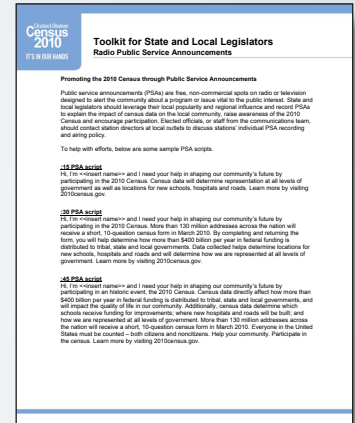 United States
Census
2010
IT'S IN OUR HANDS
Toolkit for State and Local Legislators
Radio Public Service Announcements
Promoting the 2010 Census through Public Service Announcements
Public service announcements (PSAs) are free, non-commercial spots on radio or television
designed to alert the community about a program or issue vital to the public interest. State and
local legislators should leverage their local popularity and regional influence and record PSAs
to explain the impact of census data on the local community, raise awareness of the 2010
Census and encourage participation. Elected officials, or staff from the communications team,
should contact station directors at local outlets to discuss stations' individual PSA recording
and airing policy.
To help with efforts, below are some sample PSA scripts.
:15 PSA script
Hi, I'm <<insert name>> and I need your help in shaping our community's future by
participating in the 2010 Census. Census data will determine representation at all levels of
government as well as locations for new schools, hospitals and roads. Learn more by visiting
2010census.gov.
:30 PSA script
Hi, I'm <<insert name>> and I need your help in shaping our community's future by
participating in the 2010 Census. More than 130 million addresses across the nation will
receive a short, 10-question census form in March 2010. By completing and returning the
form, you will help determine how more than $400 billion per year in federal funding is
distributed to tribal, state and local governments. Data collected helps determine locations for
new schools, hospitals and roads and will determine how we are represented at all levels of
government. Learn more by visiting 2010census.gov.
:45 PSA script
Hi, I'm <<insert name>> and I need your help in shaping our community's future by
participating in an historic event, the 2010 Census. Census data directly affect how more than
$400 billion per year in federal funding is distributed to tribal, state and local governments, and
will impact the quality of life in our community. Additionally, census data determine which
schools receive funding for improvements; where new hospitals and roads will be built; and
how we are represented at all levels of government. More than 130 million addresses across
the nation will receive a short, 10-question census form in March 2010. Everyone in the United
States must be counted – both citizens and noncitizens. Help your community. Participate in
the census. Learn more by visiting 2010census.gov.